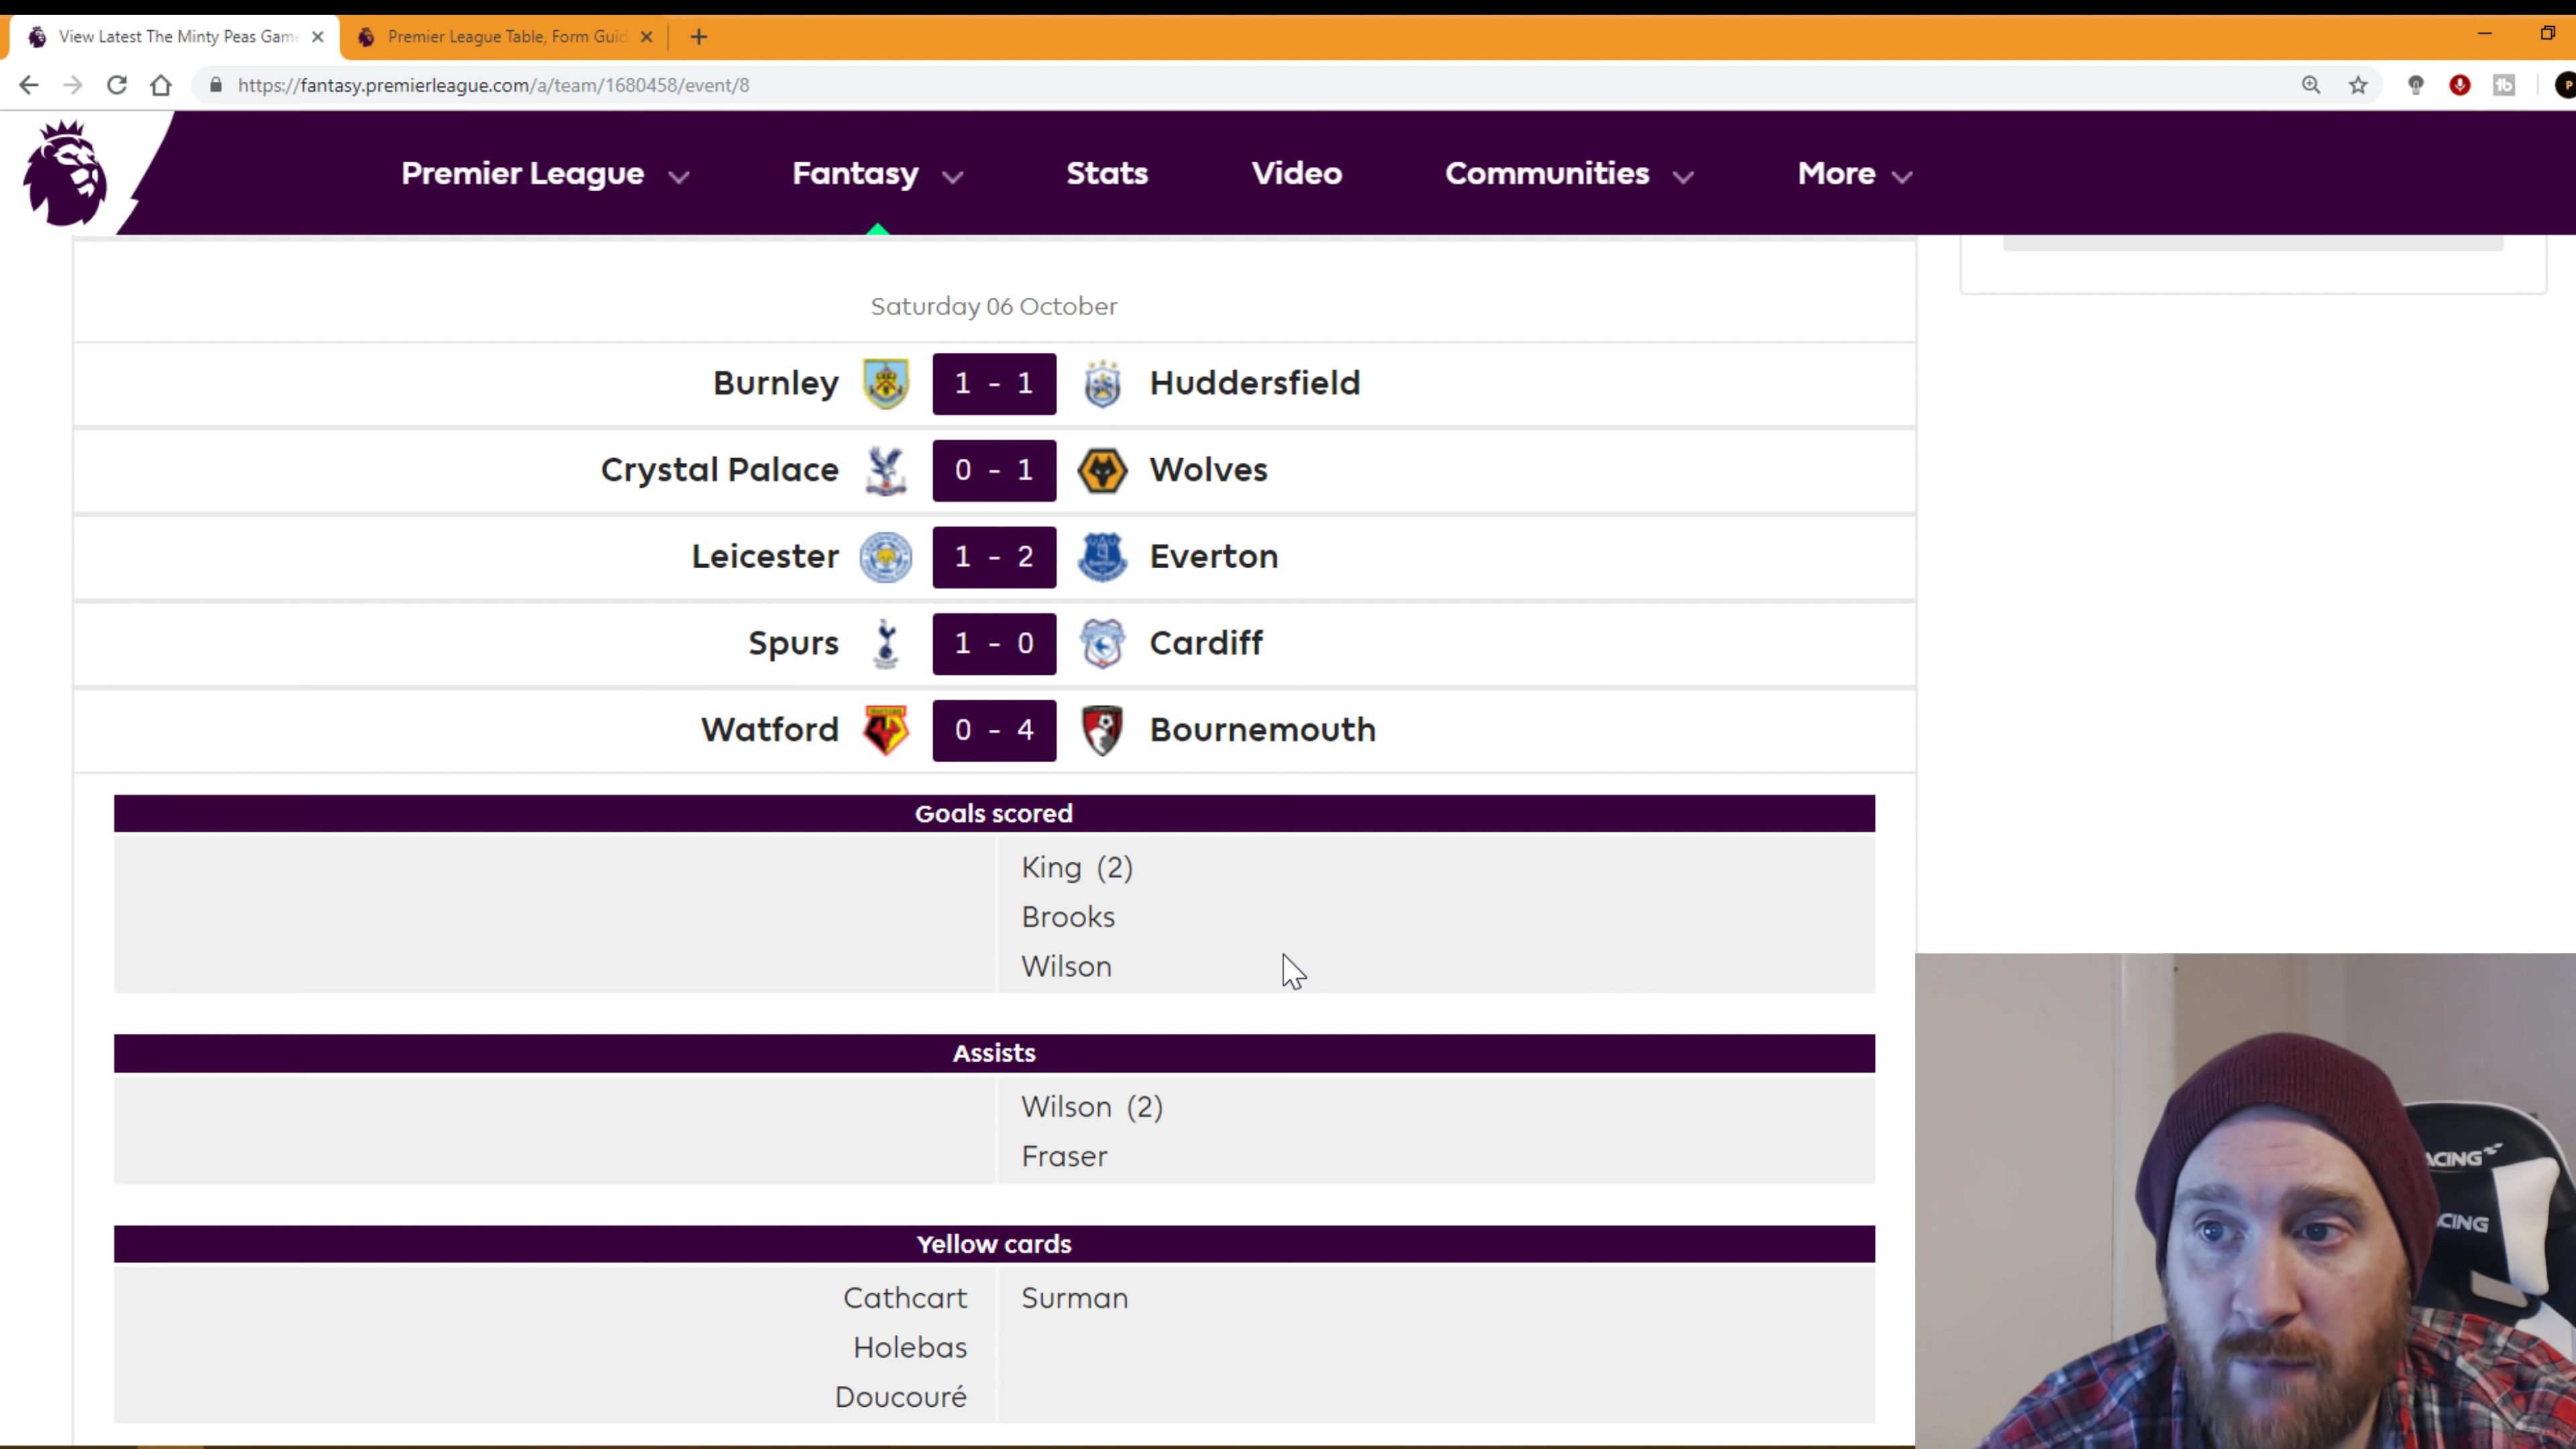 View Latest The Minty Peas Gam
Premier League Table, Form Guid
https://fantasy.premierleague.com/a/team/1680458/event/8
Premier League
Fantasy
Stats
Video
Communities
More
Saturday 06 October
Burnley 1 - 1 Huddersfield
Crystal Palace 0 - 1 Wolves
Leicester 1 - 2 Everton
Spurs 1 - 0 Cardiff
Watford 0 - 4 Bournemouth
Goals scored
King (2)
Brooks
Wilson
Assists
Wilson (2)
Fraser
Yellow cards
Cathcart Surman
Holebas
Doucouré
ACING
CING